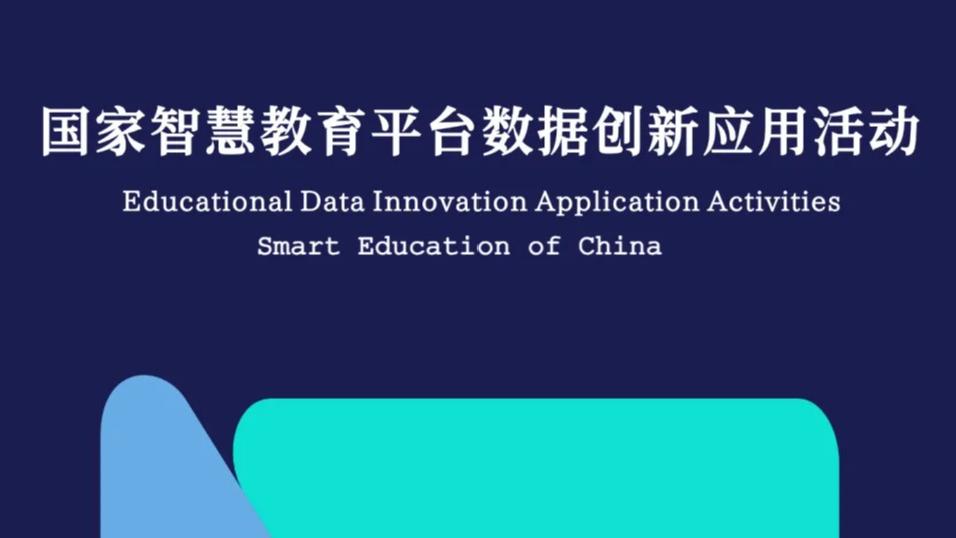 国家智慧教育平台数据创新应用活动
Educational Data Innovation Application Activities
Smart Education of China